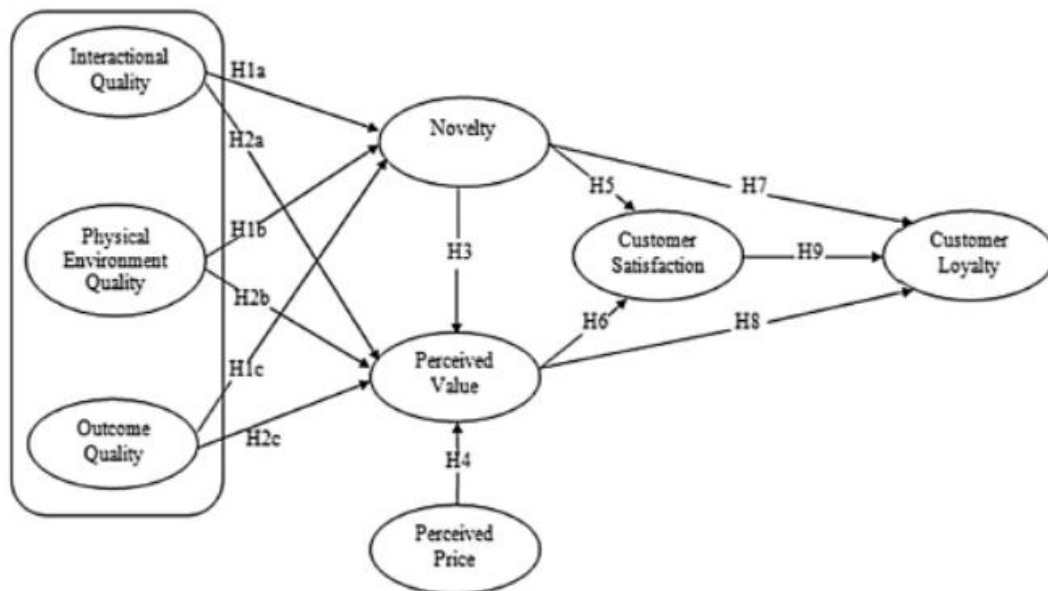 Interactional
Quality
H1a
H2a
Novelty
Physical
Environment
Quality
H1b
H2b
H3
H5
H7
Customer
Satisfaction
H9
Customer
Loyalty
H6
H8
H1c
Perceived
Value
Outcome
Quality
H2c
H4
Perceived
Price